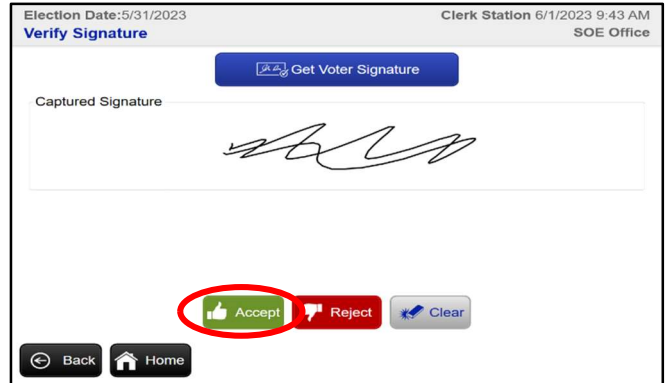 Election Date:5/31/2023 Clerk Station 6/1/2023 9:43 AM
Verify Signature SOE Office
Get Voter Signature
Captured Signature
Accept Reject Clear
Back Home